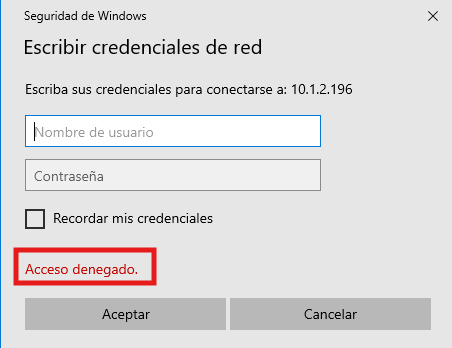 Seguridad de Windows
Escribir credenciales de red
Escriba sus credenciales para conectarse a: 10.1.2.196
Nombre de usuario
Contraseña
Recordar mis credenciales
Acceso denegado.
Aceptar
Cancelar